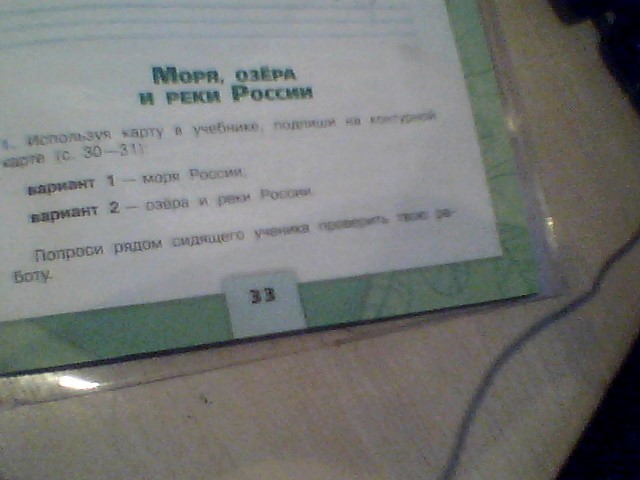 Моря, озёра
и реки России
1. Используя карту в учебнике, подпиши на контурной
карте (с. 30—31):
вариант 1 — моря России;
вариант 2 — озёра и реки России.
Попроси рядом сидящего ученика проверить твою ра-
боту.
33